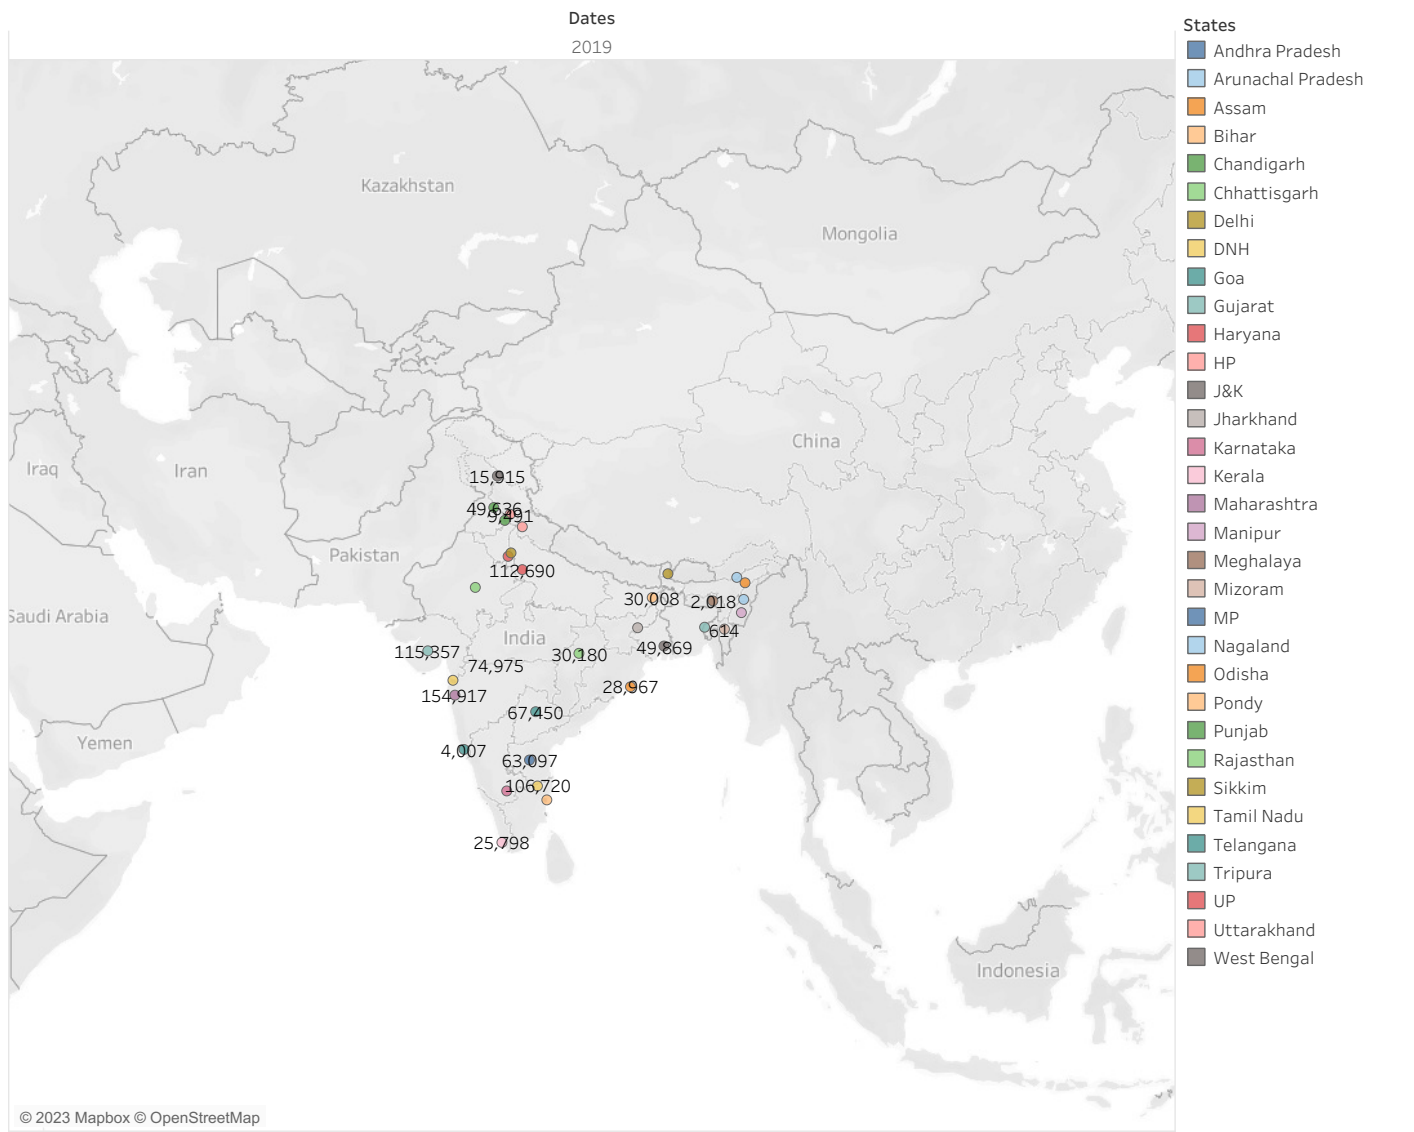 Dates
2019
States
Andhra Pradesh
Arunachal Pradesh
Assam
Bihar
Chandigarh
Chhattisgarh
Delhi
DNH
Goa
Gujarat
Haryana
HP
J&K
Jharkhand
Karnataka
Kerala
Maharashtra
Manipur
Meghalaya
Mizoram
MP
Nagaland
Odisha
Pondy
Punjab
Rajasthan
Sikkim
Tamil Nadu
Telangana
Tripura
UP
Uttarakhand
West Bengal
Kazakhstan
Mongolia
China
Iraq
Iran
Pakistan
Saudi Arabia
India
Yemen
Indonesia
15,915
49,636
9,491
112,690
30,008
2,018
614
115,357
74,975
30,180
49,869
154,917
28,967
67,450
4,007
63,097
106,720
25,798
© 2023 Mapbox © OpenStreetMap